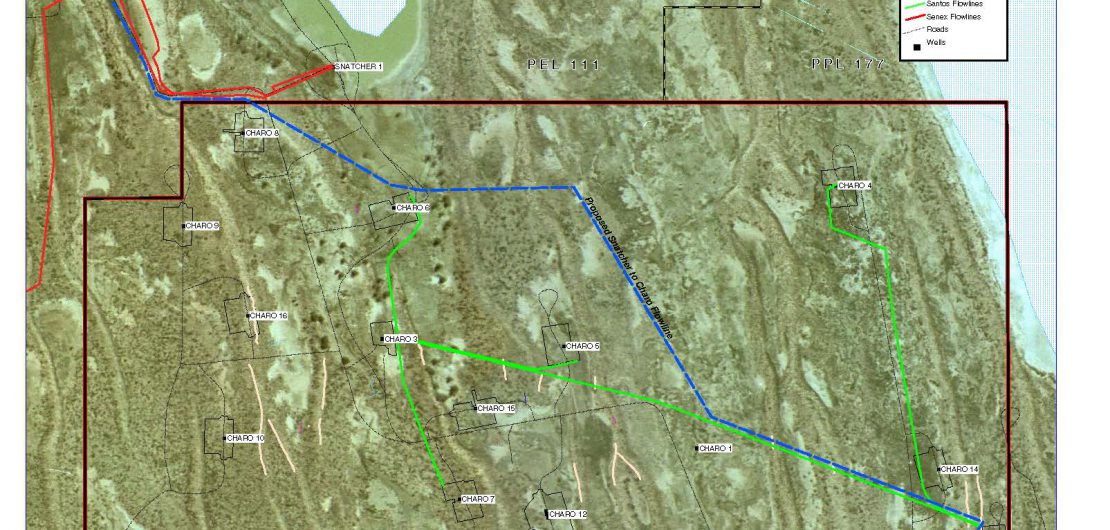 Santos Flowlines
Senex Flowlines
Roads
Wells
PEL 111
PPL 177
SNATCHER 1
CHARO 8
CHARO 4
CHARO 6
CHARO 9
Proposed Snatcher to Charo Flowline
CHARO 16
CHARO 3
CHARO 5
CHARO 15
CHARO 10
CHARO 1
CHARO 14
CHARO 7
CHARO 12